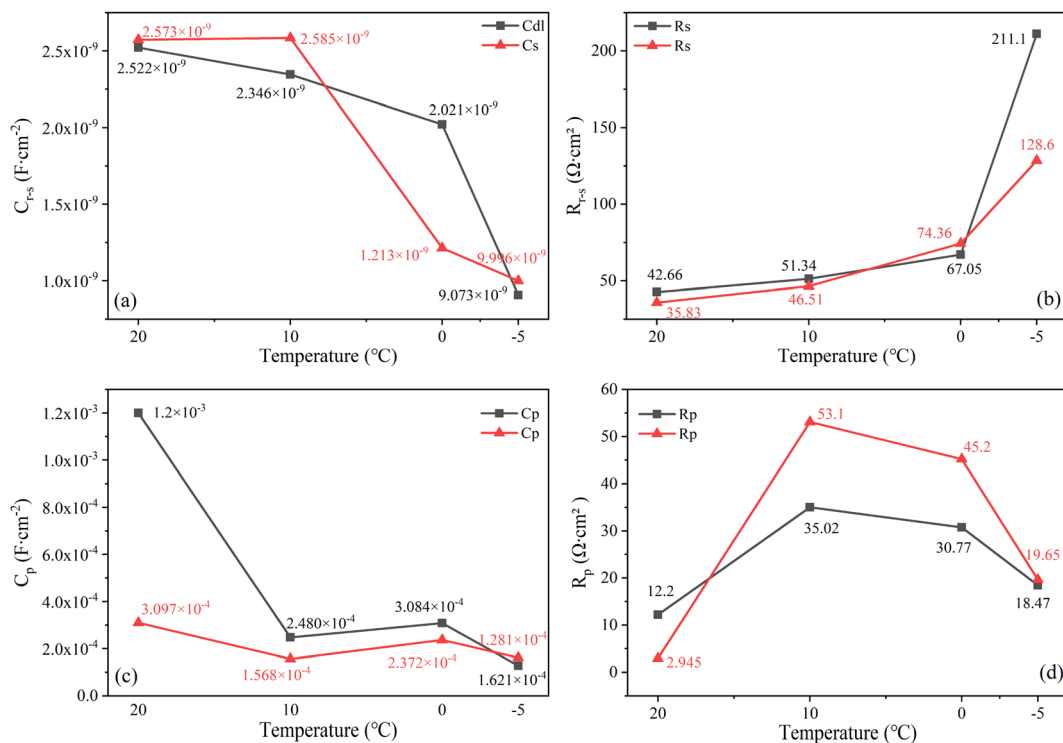 Cdl
Cs
2.573×10⁻⁹
2.585×10⁻⁹
2.522×10⁻⁹
2.346×10⁻⁹
2.021×10⁻⁹
1.213×10⁻⁹
9.996×10⁻⁹
9.073×10⁻⁹
2.5x10⁻⁹
2.0x10⁻⁹
1.5x10⁻⁹
1.0x10⁻⁹
C_{r-s} (F·cm⁻²)
(a)
20 10 0 -5
Temperature (℃)
Rs
Rs
211.1
128.6
74.36
67.05
51.34
46.51
42.66
35.83
200
150
100
50
R_{r-s} (Ω·cm²)
(b)
20 10 0 -5
Temperature (℃)
Cp
Cp
1.2×10⁻³
3.097×10⁻⁴
2.480×10⁻⁴
1.568×10⁻⁴
3.084×10⁻⁴
2.372×10⁻⁴
1.281×10⁻⁴
1.621×10⁻⁴
1.2x10⁻³
1.0x10⁻³
8.0x10⁻⁴
6.0x10⁻⁴
4.0x10⁻⁴
2.0x10⁻⁴
0.0
C_p (F·cm⁻²)
(c)
20 10 0 -5
Temperature (℃)
Rp
Rp
53.1
45.2
35.02
30.77
19.65
18.47
12.2
2.945
60
50
40
30
20
10
0
R_p (Ω·cm²)
(d)
20 10 0 -5
Temperature (℃)